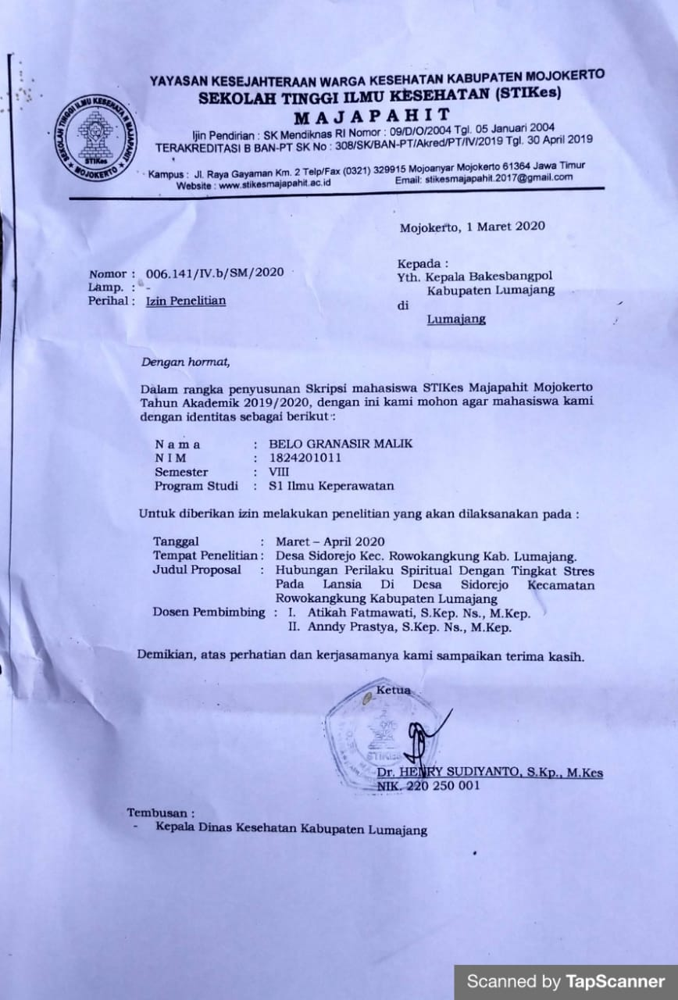 YAYASAN KESEJAHTERAAN WARGA KESEHATAN KABUPATEN MOJOKERTO
SEKOLAH TINGGI ILMU KESEHATAN (STIKes)
MAJAPAHIT
Ijin Pendirian : SK Mendiknas RI Nomor : 09/D/O/2004 Tgl. 05 Januari 2004
TERAKREDITASI B BAN-PT SK No : 308/SK/BAN-PT/Akred/PT/IV/2019 Tgl. 30 April 2019
Kampus : Jl. Raya Gayaman Km. 2 Telp/Fax (0321) 329915 Mojoanyar Mojokerto 61364 Jawa Timur
Website : www.stikesmajapahit.ac.id Email: stikesmajapahit.2017@gmail.com
SEKOLAH TINGGI ILMU KESEHATAN MAJAPAHIT
STIKes
MOJOKERTO
Mojokerto, 1 Maret 2020
Nomor : 006.141/IV.b/SM/2020
Lamp. : -
Perihal : Izin Penelitian
Kepada :
Yth. Kepala Bakesbangpol
Kabupaten Lumajang
di
Lumajang
Dengan hormat,
Dalam rangka penyusunan Skripsi mahasiswa STIKes Majapahit Mojokerto
Tahun Akademik 2019/2020, dengan ini kami mohon agar mahasiswa kami
dengan identitas sebagai berikut :
N a m a : BELO GRANASIR MALIK
N I M : 1824201011
Semester : VIII
Program Studi : S1 Ilmu Keperawatan
Untuk diberikan izin melakukan penelitian yang akan dilaksanakan pada :
Tanggal : Maret – April 2020
Tempat Penelitian : Desa Sidorejo Kec. Rowokangkung Kab. Lumajang.
Judul Proposal : Hubungan Perilaku Spiritual Dengan Tingkat Stres
Pada Lansia Di Desa Sidorejo Kecamatan
Rowokangkung Kabupaten Lumajang
Dosen Pembimbing : I. Atikah Fatmawati, S.Kep. Ns., M.Kep.
II. Anndy Prastya, S.Kep. Ns., M.Kep.
Demikian, atas perhatian dan kerjasamanya kami sampaikan terima kasih.
Ketua
STIKes
Dr. HENRY SUDIYANTO, S.Kp., M.Kes
NIK. 220 250 001
Tembusan :
- Kepala Dinas Kesehatan Kabupaten Lumajang
Scanned by TapScanner